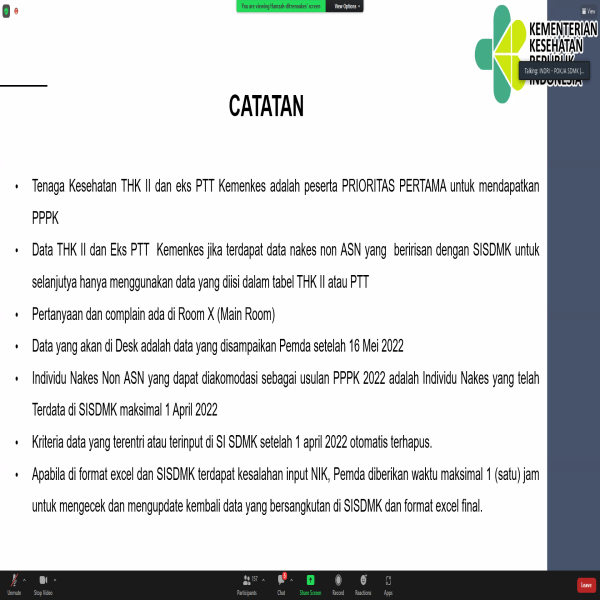 You are viewing Hamzah ditresnakes' screen
View Options
View
KEMENTERIAN
KESEHATAN
REPUBLIK
INDONESIA
Talking: INDRI - POKJA SDMK |...
CATATAN
• Tenaga Kesehatan THK II dan eks PTT Kemenkes adalah peserta PRIORITAS PERTAMA untuk mendapatkan
PPPK
• Data THK II dan Eks PTT Kemenkes jika terdapat data nakes non ASN yang beririsan dengan SISDMK untuk
selanjutya hanya menggunakan data yang diisi dalam tabel THK II atau PTT
• Pertanyaan dan complain ada di Room X (Main Room)
• Data yang akan di Desk adalah data yang disampaikan Pemda setelah 16 Mei 2022
• Individu Nakes Non ASN yang dapat diakomodasi sebagai usulan PPPK 2022 adalah Individu Nakes yang telah
Terdata di SISDMK maksimal 1 April 2022
• Kriteria data yang terentri atau terinput di SI SDMK setelah 1 april 2022 otomatis terhapus.
• Apabila di format excel dan SISDMK terdapat kesalahan input NIK, Pemda diberikan waktu maksimal 1 (satu) jam
untuk mengecek dan mengupdate kembali data yang bersangkutan di SISDMK dan format excel final.
157
Unmute Stop Video Participants Chat Share Screen Record Reactions Apps Leave